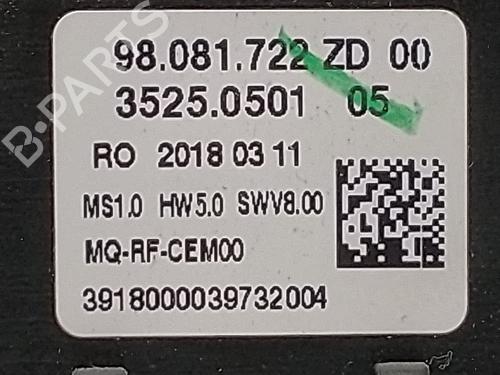 98.081.722 ZD 00
3525.0501 05
RO 2018 03 11
MS1.0 HW5.0 SWV8.00
MQ-RF-CEM00
3918000039732004
B-PARTS